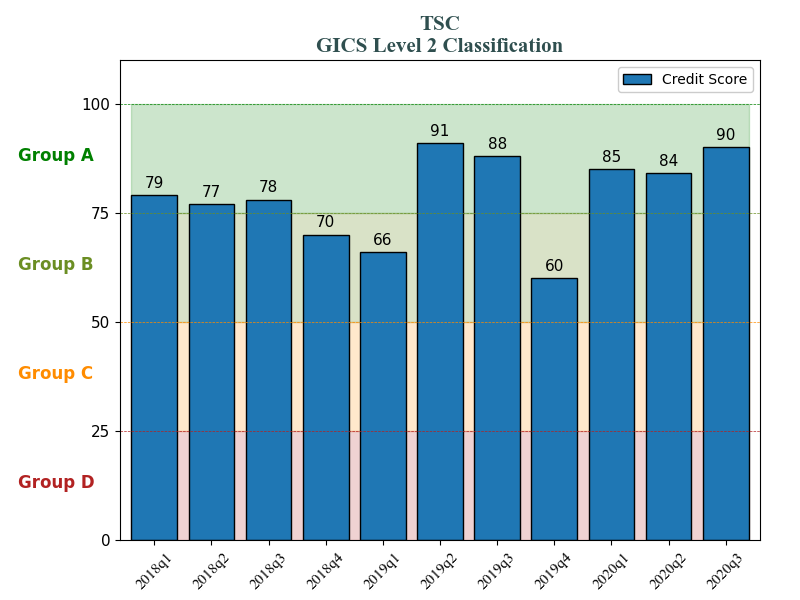 TSC
GICS Level 2 Classification
Credit Score
100
Group A
91
88
90
85
84
79
77
78
75
70
66
60
Group B
50
Group C
25
Group D
0
2018q1 2018q2 2018q3 2018q4 2019q1 2019q2 2019q3 2019q4 2020q1 2020q2 2020q3